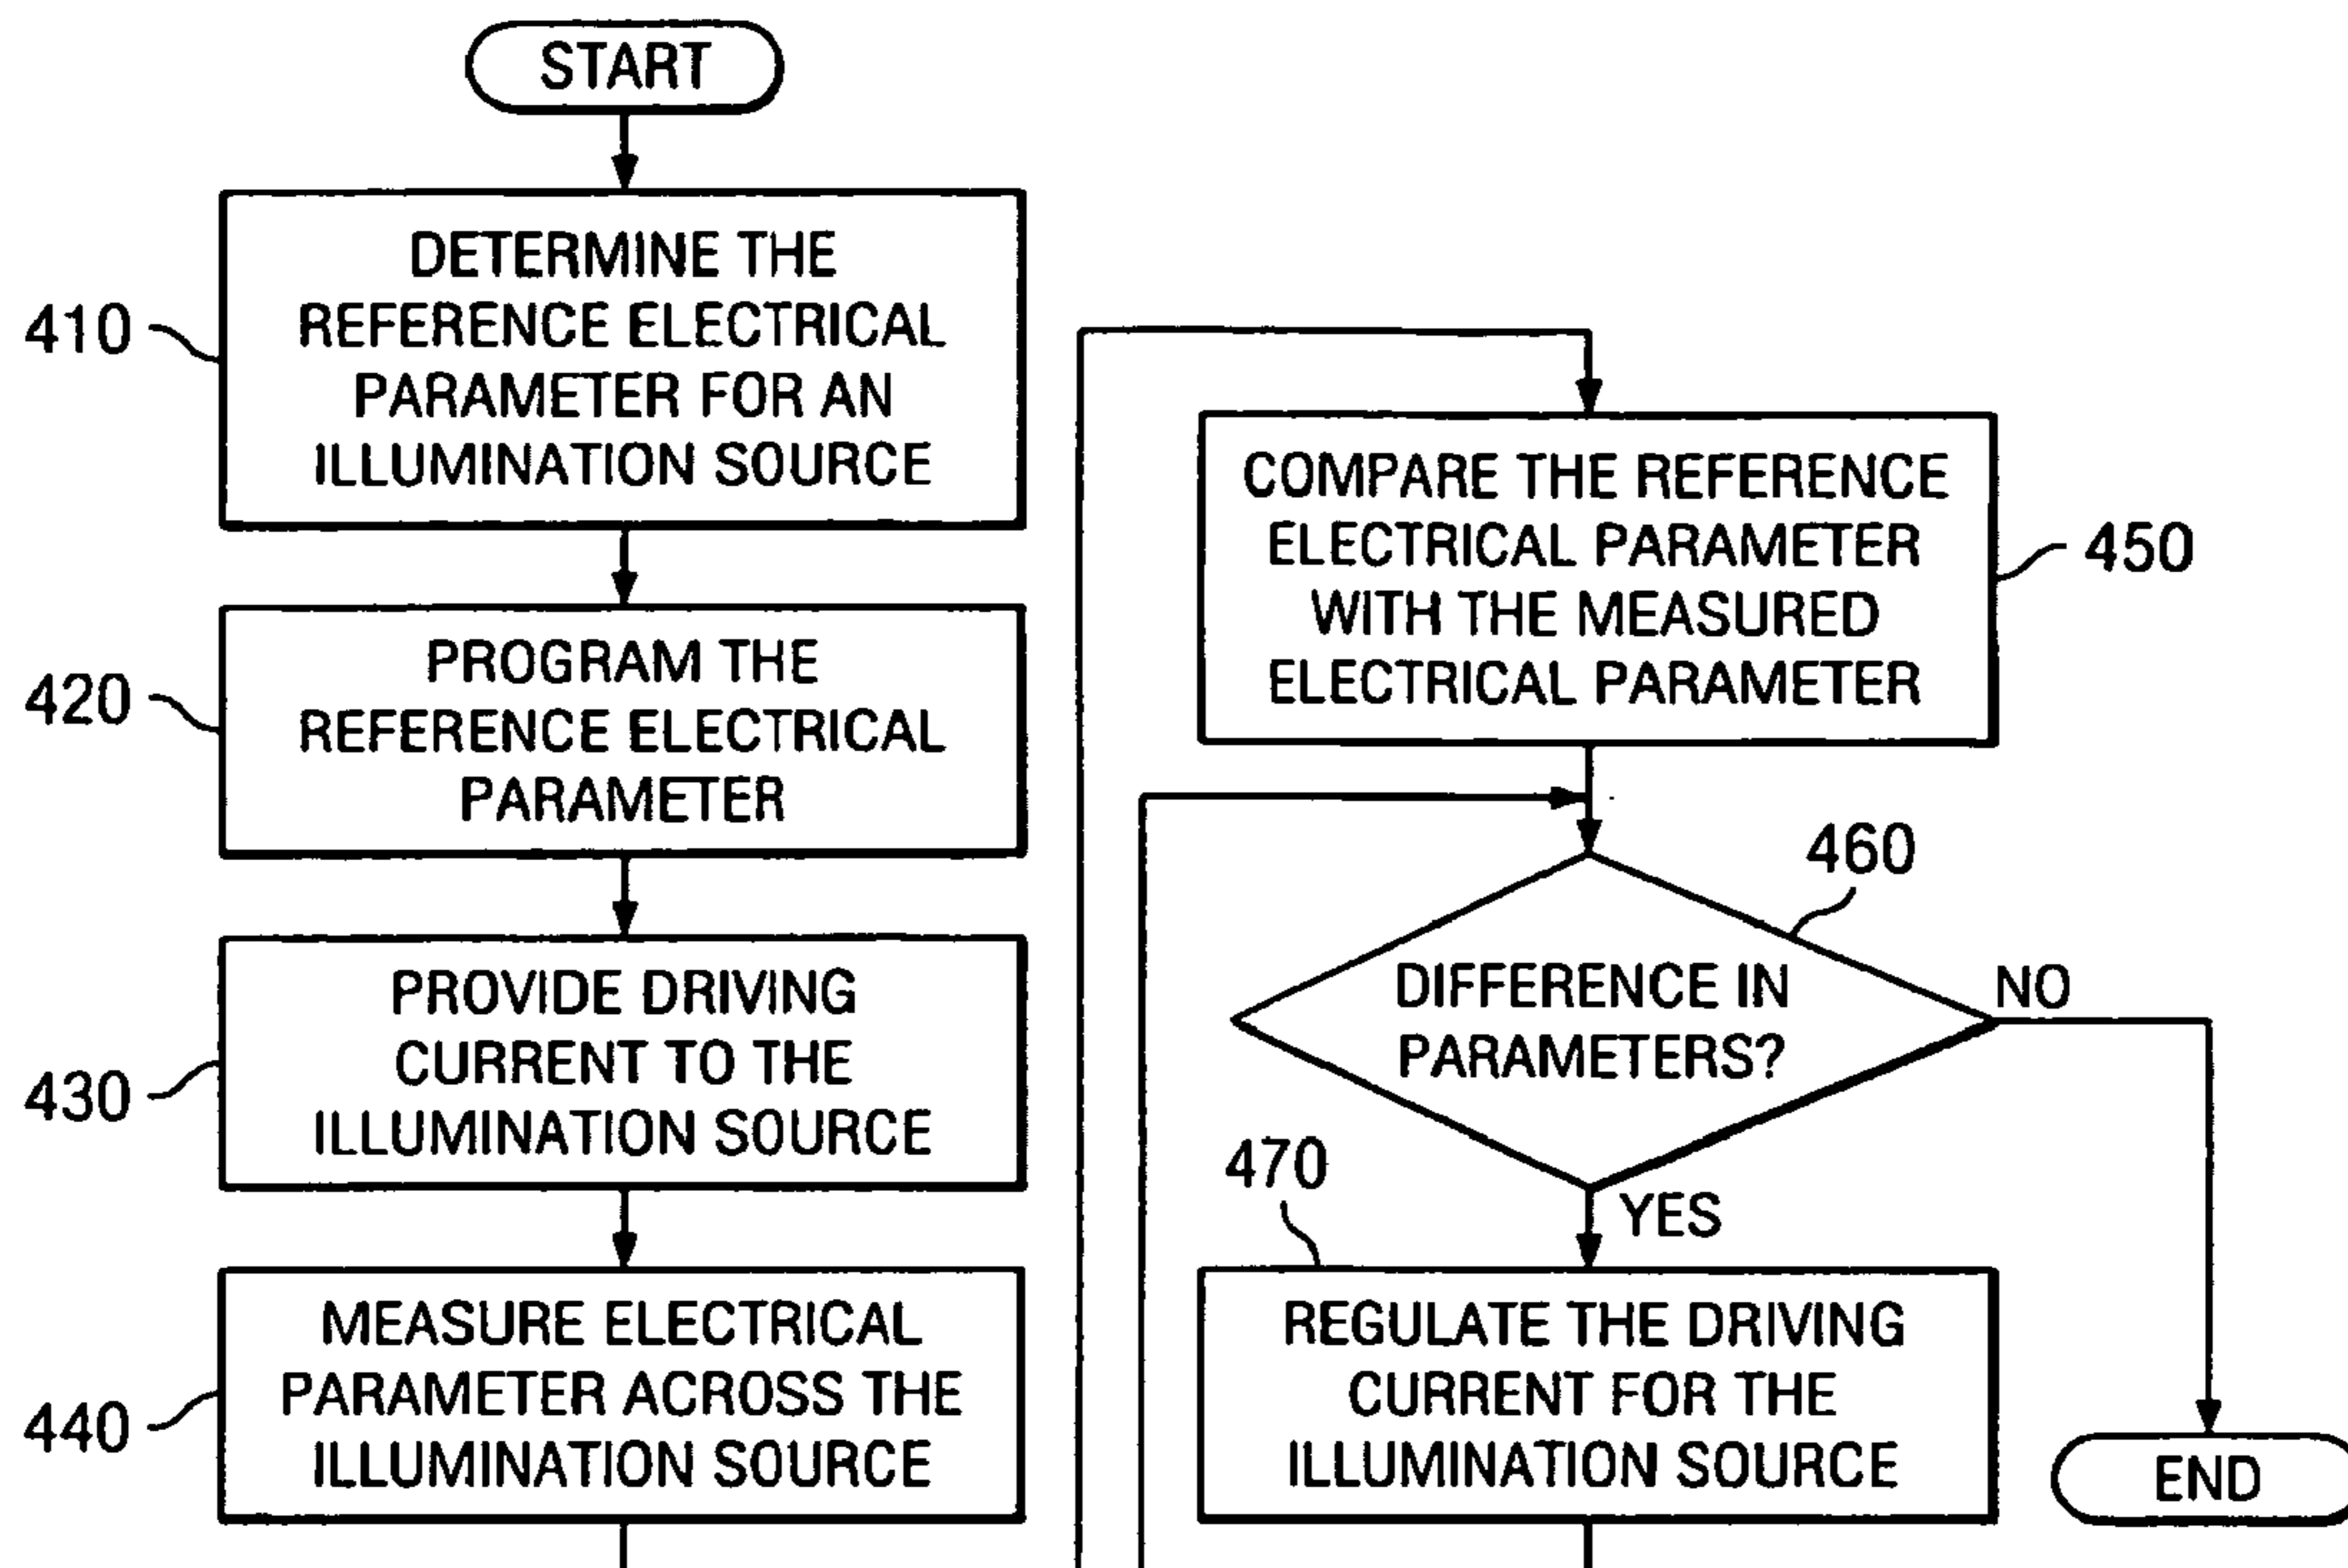 START
410
DETERMINE THE
REFERENCE ELECTRICAL
PARAMETER FOR AN
ILLUMINATION SOURCE
420
PROGRAM THE
REFERENCE ELECTRICAL
PARAMETER
430
PROVIDE DRIVING
CURRENT TO THE
ILLUMINATION SOURCE
440
MEASURE ELECTRICAL
PARAMETER ACROSS THE
ILLUMINATION SOURCE
COMPARE THE REFERENCE
ELECTRICAL PARAMETER
WITH THE MEASURED
ELECTRICAL PARAMETER
450
460
DIFFERENCE IN
PARAMETERS?
NO
YES
470
REGULATE THE DRIVING
CURRENT FOR THE
ILLUMINATION SOURCE
END